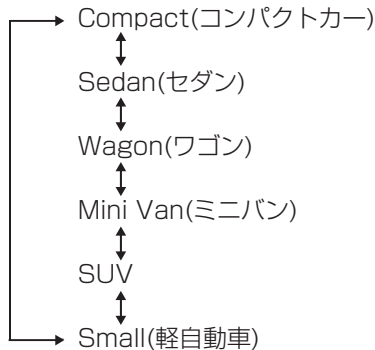 Compact(コンパクトカー)
Sedan(セダン)
Wagon(ワゴン)
Mini Van(ミニバン)
SUV
Small(軽自動車)